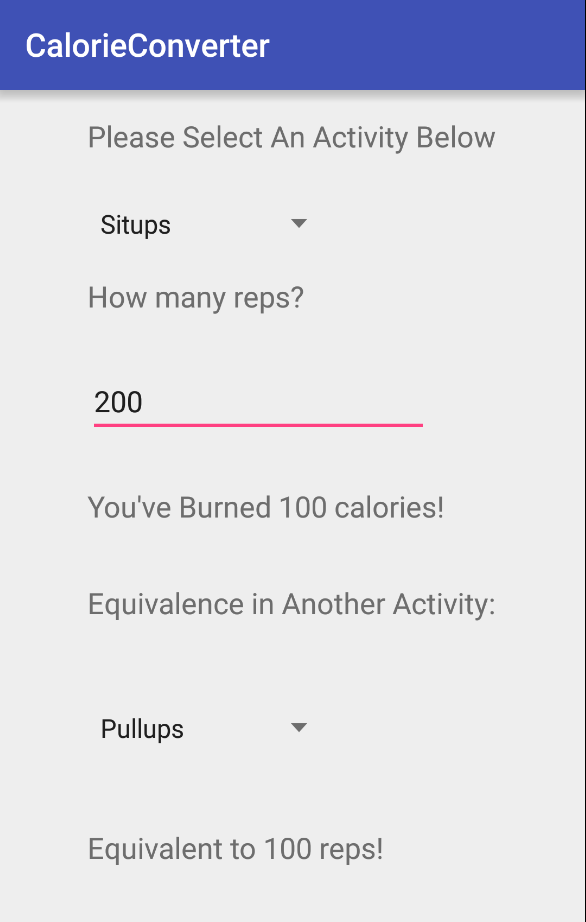 CalorieConverter
Please Select An Activity Below
Situps
How many reps?
200
You've Burned 100 calories!
Equivalence in Another Activity:
Pullups
Equivalent to 100 reps!